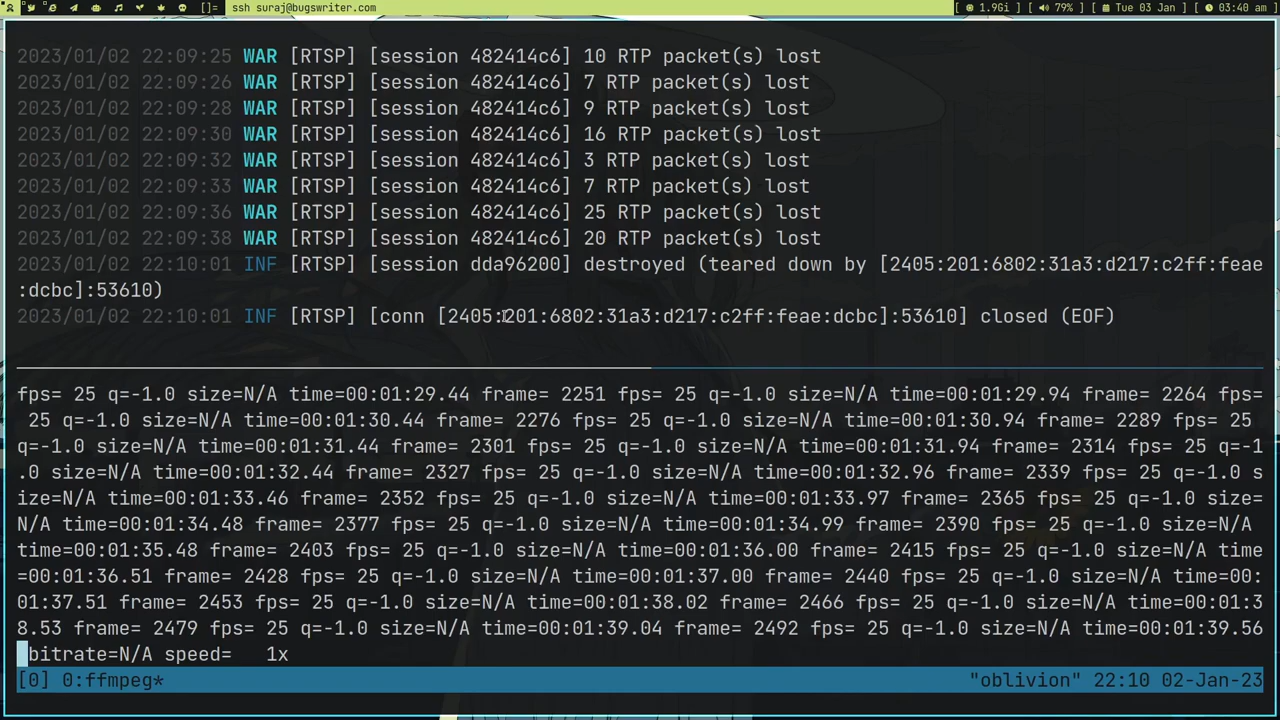 []= ssh suraj@bugswriter.com | 1.9Gi | 79% | Tue 03 Jan | 03:40 am
2023/01/02 22:09:25 WAR [RTSP] [session 482414c6] 10 RTP packet(s) lost
2023/01/02 22:09:26 WAR [RTSP] [session 482414c6] 7 RTP packet(s) lost
2023/01/02 22:09:28 WAR [RTSP] [session 482414c6] 9 RTP packet(s) lost
2023/01/02 22:09:30 WAR [RTSP] [session 482414c6] 16 RTP packet(s) lost
2023/01/02 22:09:32 WAR [RTSP] [session 482414c6] 3 RTP packet(s) lost
2023/01/02 22:09:33 WAR [RTSP] [session 482414c6] 7 RTP packet(s) lost
2023/01/02 22:09:36 WAR [RTSP] [session 482414c6] 25 RTP packet(s) lost
2023/01/02 22:09:38 WAR [RTSP] [session 482414c6] 20 RTP packet(s) lost
2023/01/02 22:10:01 INF [RTSP] [session dda96200] destroyed (teared down by [2405:201:6802:31a3:d217:c2ff:feae
:dcbc]:53610)
2023/01/02 22:10:01 INF [RTSP] [conn [2405:201:6802:31a3:d217:c2ff:feae:dcbc]:53610] closed (EOF)
fps= 25 q=-1.0 size=N/A time=00:01:29.44 frame= 2251 fps= 25 q=-1.0 size=N/A time=00:01:29.94 frame= 2264 fps=
25 q=-1.0 size=N/A time=00:01:30.44 frame= 2276 fps= 25 q=-1.0 size=N/A time=00:01:30.94 frame= 2289 fps= 25
q=-1.0 size=N/A time=00:01:31.44 frame= 2301 fps= 25 q=-1.0 size=N/A time=00:01:31.94 frame= 2314 fps= 25 q=-1
.0 size=N/A time=00:01:32.44 frame= 2327 fps= 25 q=-1.0 size=N/A time=00:01:32.96 frame= 2339 fps= 25 q=-1.0 s
ize=N/A time=00:01:33.46 frame= 2352 fps= 25 q=-1.0 size=N/A time=00:01:33.97 frame= 2365 fps= 25 q=-1.0 size=
N/A time=00:01:34.48 frame= 2377 fps= 25 q=-1.0 size=N/A time=00:01:34.99 frame= 2390 fps= 25 q=-1.0 size=N/A
time=00:01:35.48 frame= 2403 fps= 25 q=-1.0 size=N/A time=00:01:36.00 frame= 2415 fps= 25 q=-1.0 size=N/A time
=00:01:36.51 frame= 2428 fps= 25 q=-1.0 size=N/A time=00:01:37.00 frame= 2440 fps= 25 q=-1.0 size=N/A time=00:
01:37.51 frame= 2453 fps= 25 q=-1.0 size=N/A time=00:01:38.02 frame= 2466 fps= 25 q=-1.0 size=N/A time=00:01:3
8.53 frame= 2479 fps= 25 q=-1.0 size=N/A time=00:01:39.04 frame= 2492 fps= 25 q=-1.0 size=N/A time=00:01:39.56
bitrate=N/A speed=   1x
[0] 0:ffmpeg* "oblivion" 22:10 02-Jan-23